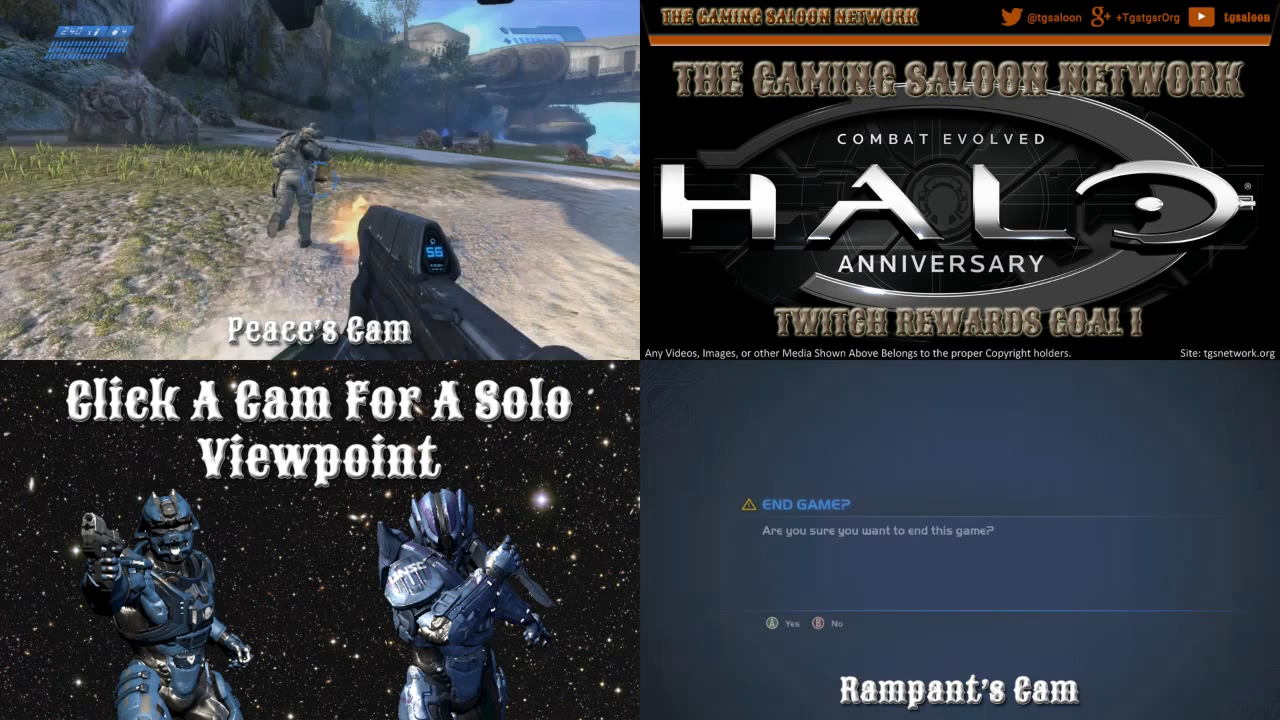 240 x
4
56
Peace's Cam
THE GAMING SALOON NETWORK
@tgsaloon
+TgstgsrOrg
tgsaloon
THE GAMING SALOON NETWORK
COMBAT EVOLVED
HALO
®
ANNIVERSARY
TWITCH REWARDS GOAL 1
Any Videos, Images, or other Media Shown Above Belongs to the proper Copyright holders.
Site: tgsnetwork.org
Click A Cam For A Solo
Viewpoint
END GAME?
Are you sure you want to end this game?
A Yes B No
Rampant's Cam